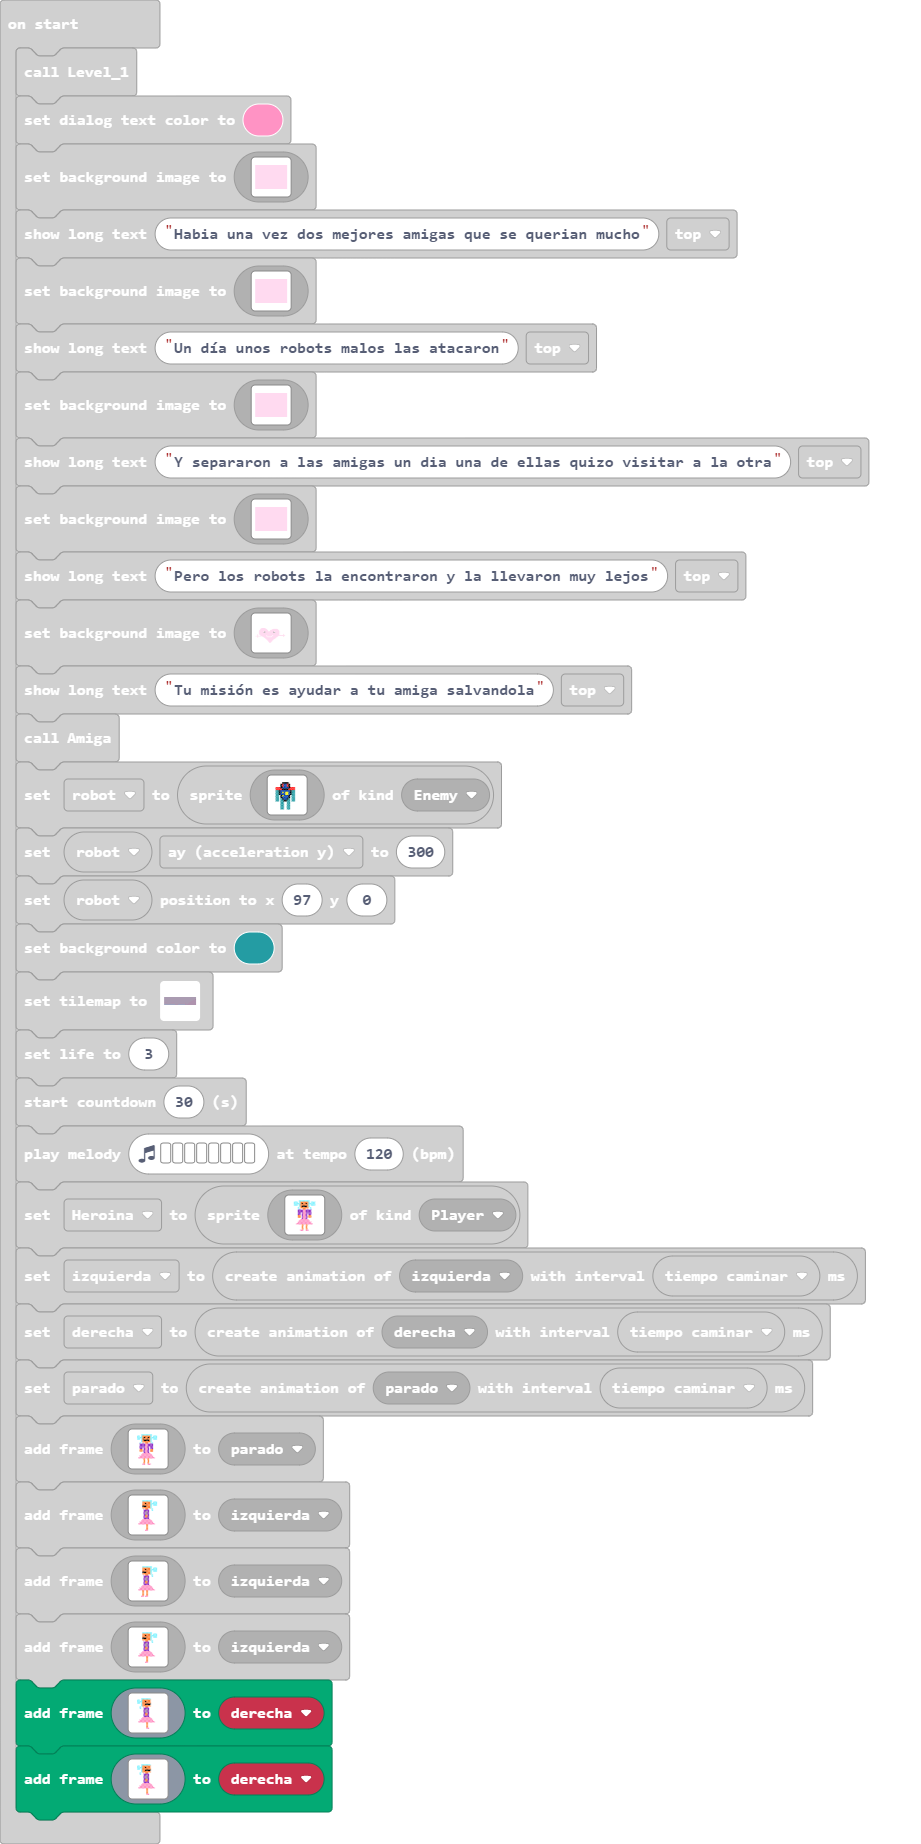 on start
call Level_1
set dialog text color to
set background image to
show long text "Habia una vez dos mejores amigas que se querian mucho" top
set background image to
show long text "Un día unos robots malos las atacaron" top
set background image to
show long text "Y separaron a las amigas un dia una de ellas quizo visitar a la otra" top
set background image to
show long text "Pero los robots la encontraron y la llevaron muy lejos" top
set background image to
show long text "Tu misión es ayudar a tu amiga salvandola" top
call Amiga
set robot to sprite of kind Enemy
set robot ay (acceleration y) to 300
set robot position to x 97 y 0
set background color to
set tilemap to
set life to 3
start countdown 30 (s)
play melody at tempo 120 (bpm)
set Heroina to sprite of kind Player
set izquierda to create animation of izquierda with interval tiempo caminar ms
set derecha to create animation of derecha with interval tiempo caminar ms
set parado to create animation of parado with interval tiempo caminar ms
add frame to parado
add frame to izquierda
add frame to izquierda
add frame to izquierda
add frame to derecha
add frame to derecha